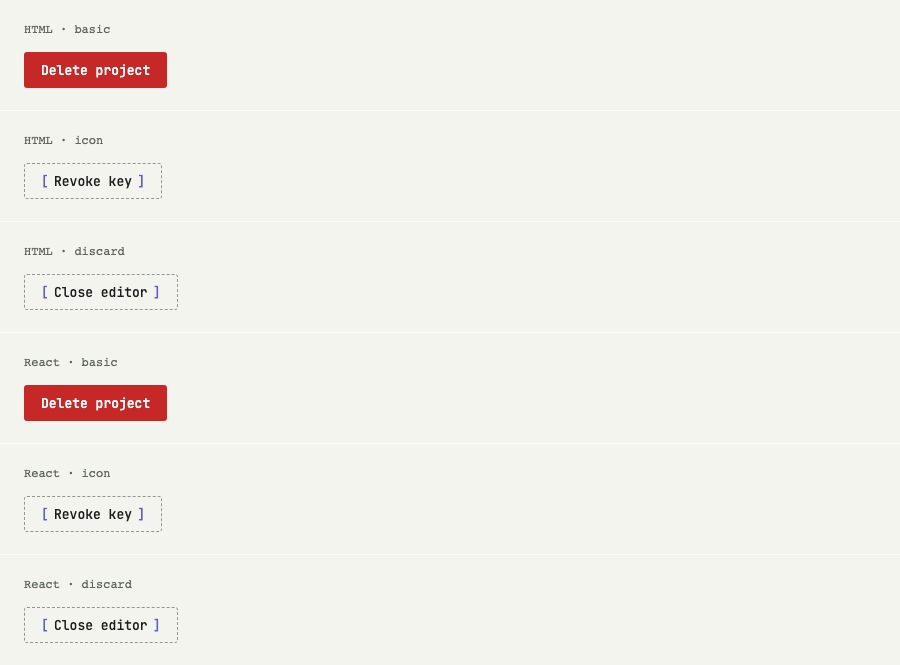 HTML · basic
Delete project
HTML · icon
[ Revoke key ]
HTML · discard
[ Close editor ]
React · basic
Delete project
React · icon
[ Revoke key ]
React · discard
[ Close editor ]